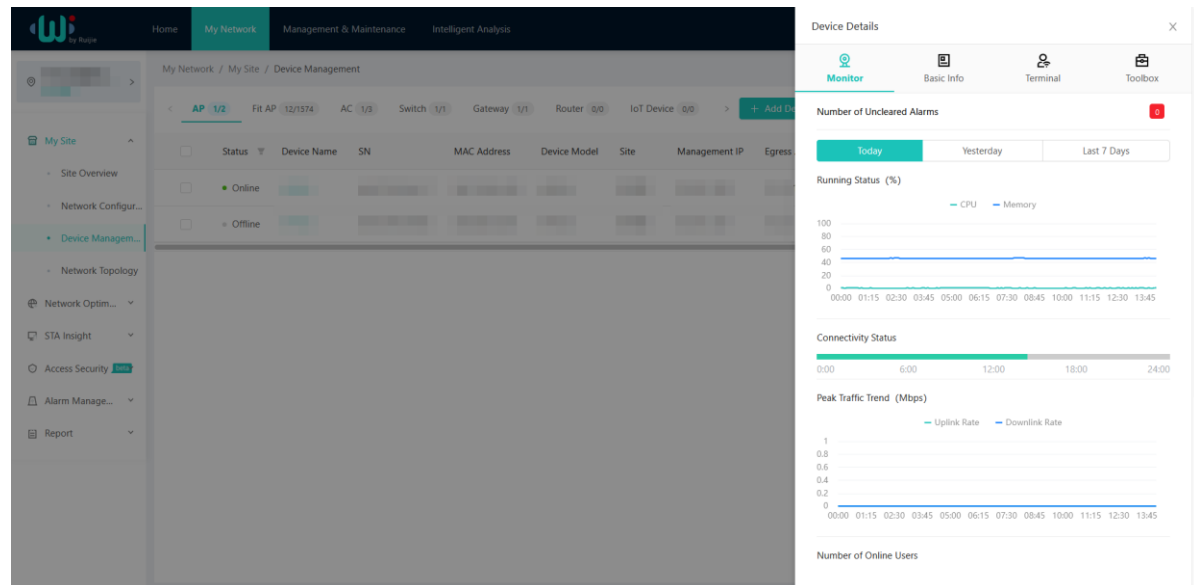 by Ruijie
Home My Network Management & Maintenance Intelligent Analysis
My Network / My Site / Device Management
AP 1/2 Fit AP 12/1574 AC 1/3 Switch 1/1 Gateway 1/1 Router 0/0 IoT Device 0/0 + Add De
My Site
Site Overview
Network Configur...
Device Managem...
Network Topology
Network Optim...
STA Insight
Access Security beta
Alarm Manage...
Report
Status Device Name SN MAC Address Device Model Site Management IP Egress
Online
Offline
Device Details
Monitor Basic Info Terminal Toolbox
Number of Uncleared Alarms 0
Today Yesterday Last 7 Days
Running Status (%)
CPU Memory
100
80
60
40
20
0
00:00 01:15 02:30 03:45 05:00 06:15 07:30 08:45 10:00 11:15 12:30 13:45
Connectivity Status
0:00 6:00 12:00 18:00 24:00
Peak Traffic Trend (Mbps)
Uplink Rate Downlink Rate
1
0.8
0.6
0.4
0.2
0
00:00 01:15 02:30 03:45 05:00 06:15 07:30 08:45 10:00 11:15 12:30 13:45
Number of Online Users